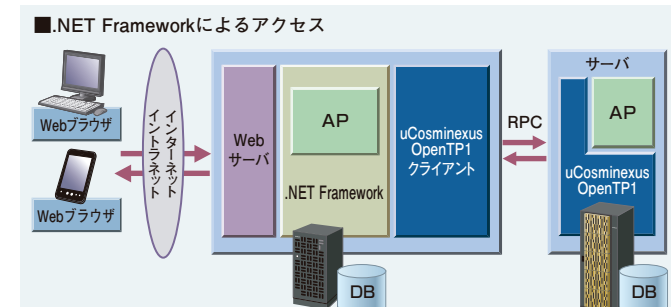 ■.NET Frameworkによるアクセス
Webブラウザ
Webブラウザ
インターネット
イントラネット
Web
サーバ
AP
.NET Framework
uCosminexus
OpenTP1
クライアント
DB
RPC
サーバ
AP
uCosminexus
OpenTP1
DB